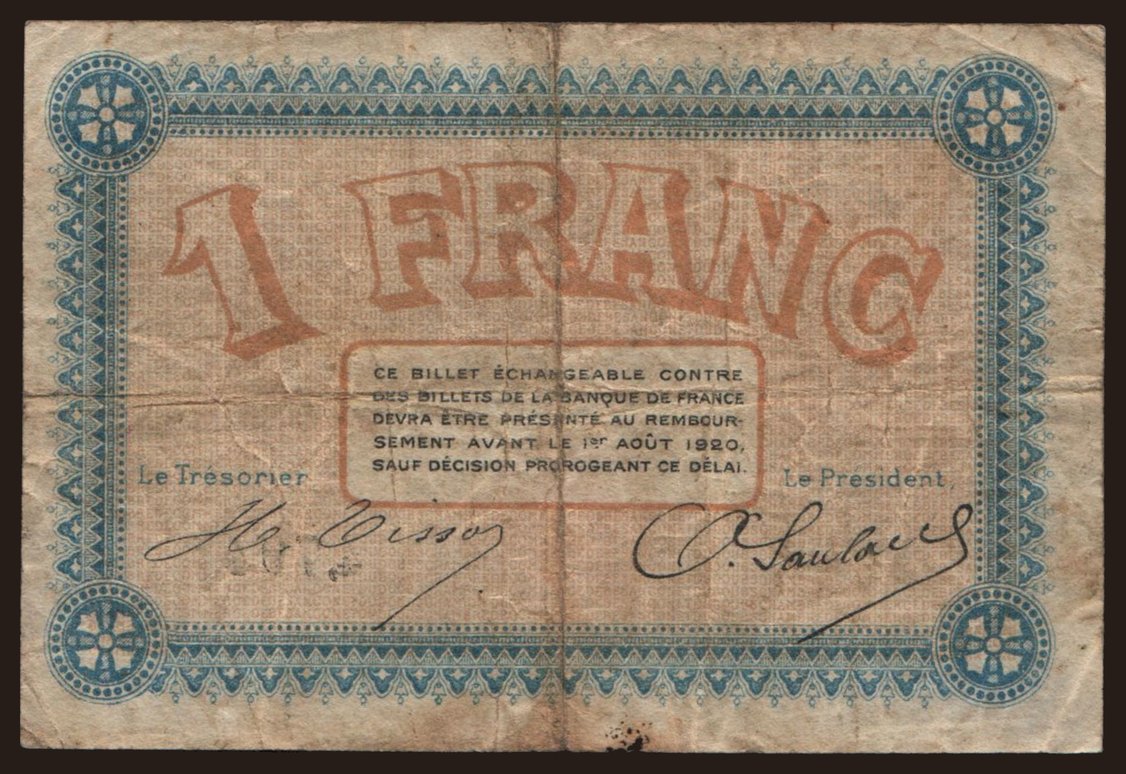 1 FRANC
CE BILLET ÉCHANGEABLE CONTRE
DES BILLETS DE LA BANQUE DE FRANCE
DEVRA ÊTRE PRÉSENTÉ AU REMBOUR-
SEMENT AVANT LE 1er AOÛT 1920,
SAUF DÉCISION PROROGEANT CE DÉLAI.
Le Trésorier
Le Président,